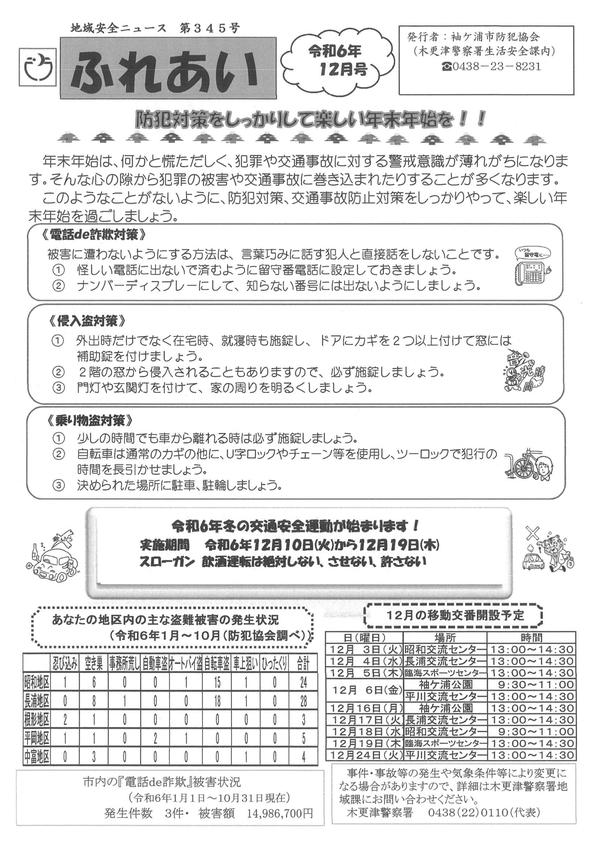 地域安全ニュース　第３４５号
ふれあい
令和6年
12月号
発行者：袖ケ浦市防犯協会
（木更津警察署生活安全課内）
☎0438－23－8231
防犯対策をしっかりして楽しい年末年始を！！
年末年始は、何かと慌ただしく、犯罪や交通事故に対する警戒意識が薄れがちになりま
す。そんな心の隙から犯罪の被害や交通事故に巻き込まれたりすることが多くなります。
このようなことがないように、防犯対策、交通事故防止対策をしっかりやって、楽しい年
末年始を過ごしましょう。
《電話de詐欺対策》
被害に遭わないようにする方法は、言葉巧みに話す犯人と直接話をしないことです。
① 怪しい電話に出ないで済むように留守番電話に設定しておきましょう。
② ナンバーディスプレーにして、知らない番号には出ないようにしましょう。
《侵入盗対策》
① 外出時だけでなく在宅時、就寝時も施錠し、ドアにカギを２つ以上付けて窓には
補助錠を付けましょう。
② ２階の窓から侵入されることもありますので、必ず施錠しましょう。
③ 門灯や玄関灯を付けて、家の周りを明るくしましょう。
《乗り物盗対策》
① 少しの時間でも車から離れる時は必ず施錠しましょう。
② 自転車は通常のカギの他に、U字ロックやチェーン等を使用し、ツーロックで犯行の
時間を長引かせましょう。
③ 決められた場所に駐車、駐輪しましょう。
令和6年冬の交通安全運動が始まります！
実施期間　令和6年12月10日(火)から12月19日(木)
スローガン 飲酒運転は絶対しない、させない、許さない
あなたの地区内の主な盗難被害の発生状況
（令和6年1月～10月(防犯協会調べ)）
忍び込み 空き巣 事務所荒し 自動車盗 オートバイ盗 自転車盗 車上狙い ひったくり 合計
昭和地区 1 6 0 0 1 15 1 0 24
長浦地区 0 8 1 0 0 18 1 0 28
根形地区 2 1 0 0 0 0 0 0 3
平岡地区 1 1 0 2 1 0 0 0 5
中富地区 0 3 0 0 0 0 1 0 4
市内の『電話de詐欺』被害状況
（令和6年1月1日～10月31日現在）
発生件数　3件・ 被害額　14,986,700円
12月の移動交番開設予定
日(曜日) 場所 時間
12月 3日(火) 昭和交流センター 13:00～14:30
12月 4日(水) 長浦交流センター 13:00～14:30
12月 5日(木) 臨海スポーツセンター 13:00～14:30
12月 6日(金) 袖ケ浦公園 9:30～11:00
平川交流センター 13:00～14:30
12月16日(月) 袖ケ浦公園 13:00～14:30
12月17日(火) 長浦交流センター 13:00～14:30
12月18日(水) 昭和交流センター 9:30～11:00
12月19日(木) 臨海スポーツセンター 13:00～14:30
12月24日(火) 平川交流センター 13:00～14:30
事件・事故等の発生や気象条件等により変更に
なる場合がありますので、詳細は木更津警察署地
域課にお問い合わせください。
木更津警察署　0438(22)0110(代表)